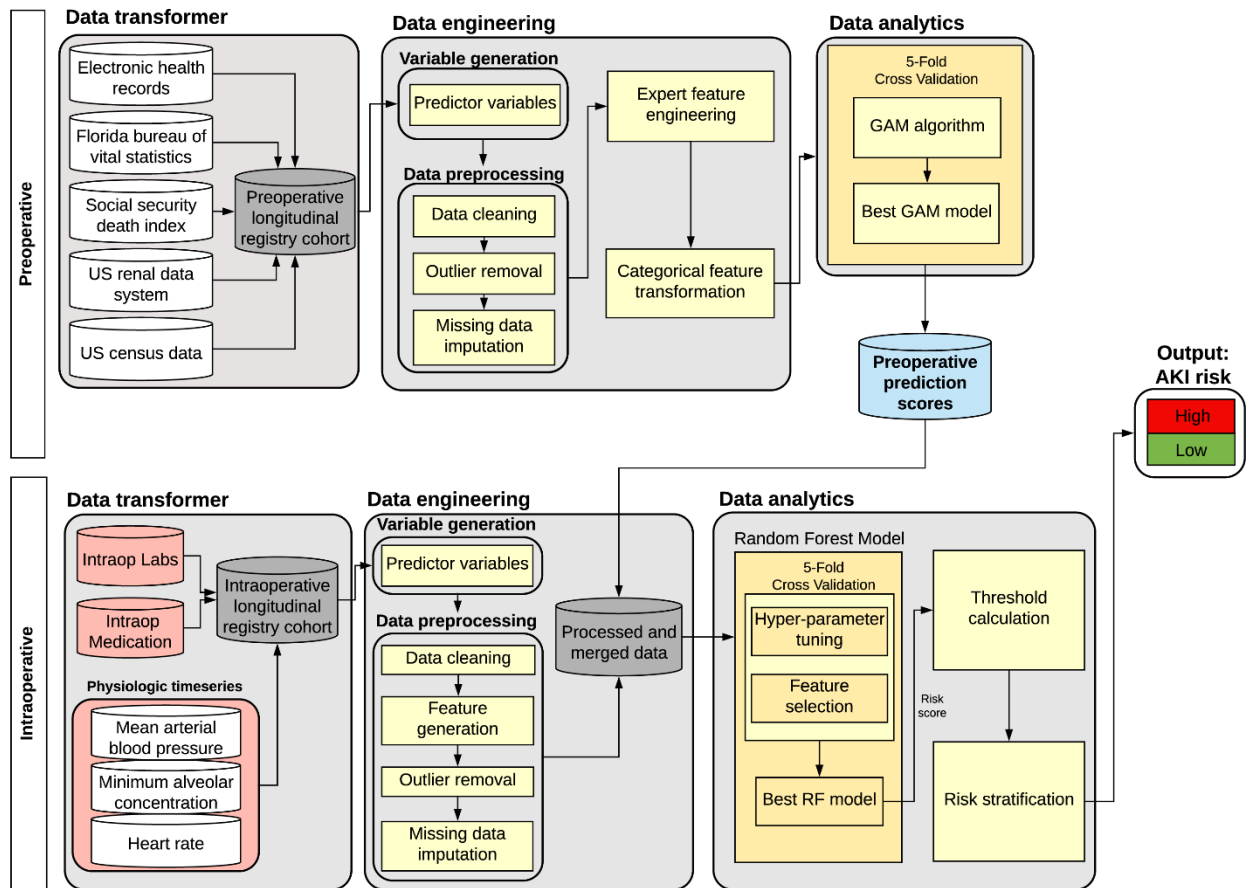 Preoperative
Data transformer
Electronic health
records
Florida bureau of
vital statistics
Social security
death index
US renal data
system
US census data
Preoperative
longitudinal
registry cohort
Data engineering
Variable generation
Predictor variables
Data preprocessing
Data cleaning
Outlier removal
Missing data
imputation
Expert feature
engineering
Categorical feature
transformation
Data analytics
5-Fold
Cross Validation
GAM algorithm
Best GAM model
Preoperative
prediction
scores
Output:
AKI risk
High
Low
Intraoperative
Data transformer
Intraop Labs
Intraop
Medication
Physiologic timeseries
Mean arterial
blood pressure
Minimum alveolar
concentration
Heart rate
Intraoperative
longitudinal
registry cohort
Data engineering
Variable generation
Predictor variables
Data preprocessing
Data cleaning
Feature
generation
Outlier removal
Missing data
imputation
Processed and
merged data
Data analytics
Random Forest Model
5-Fold
Cross Validation
Hyper-parameter
tuning
Feature
selection
Best RF model
Risk
score
Threshold
calculation
Risk stratification